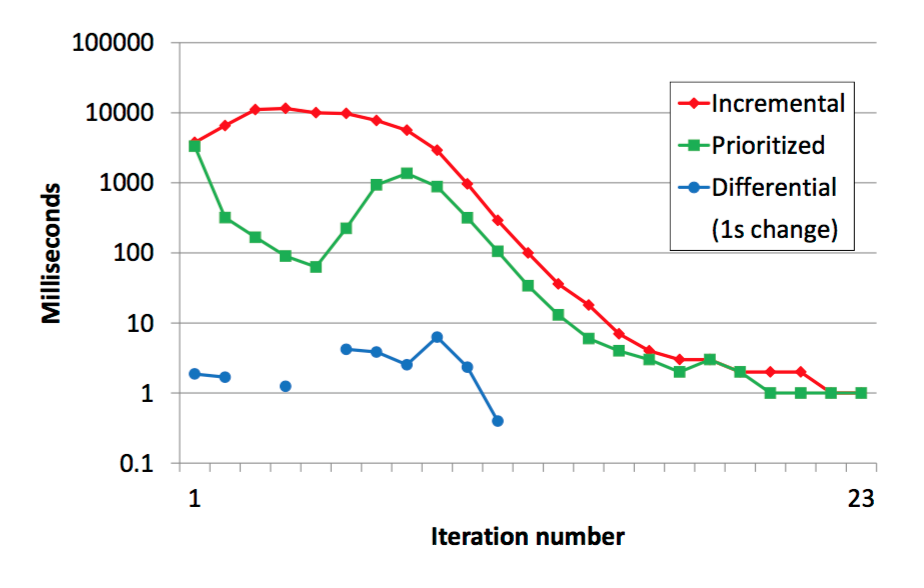 100000
10000
1000
100
10
1
0.1
Milliseconds
Incremental
Prioritized
Differential
(1s change)
1
23
Iteration number